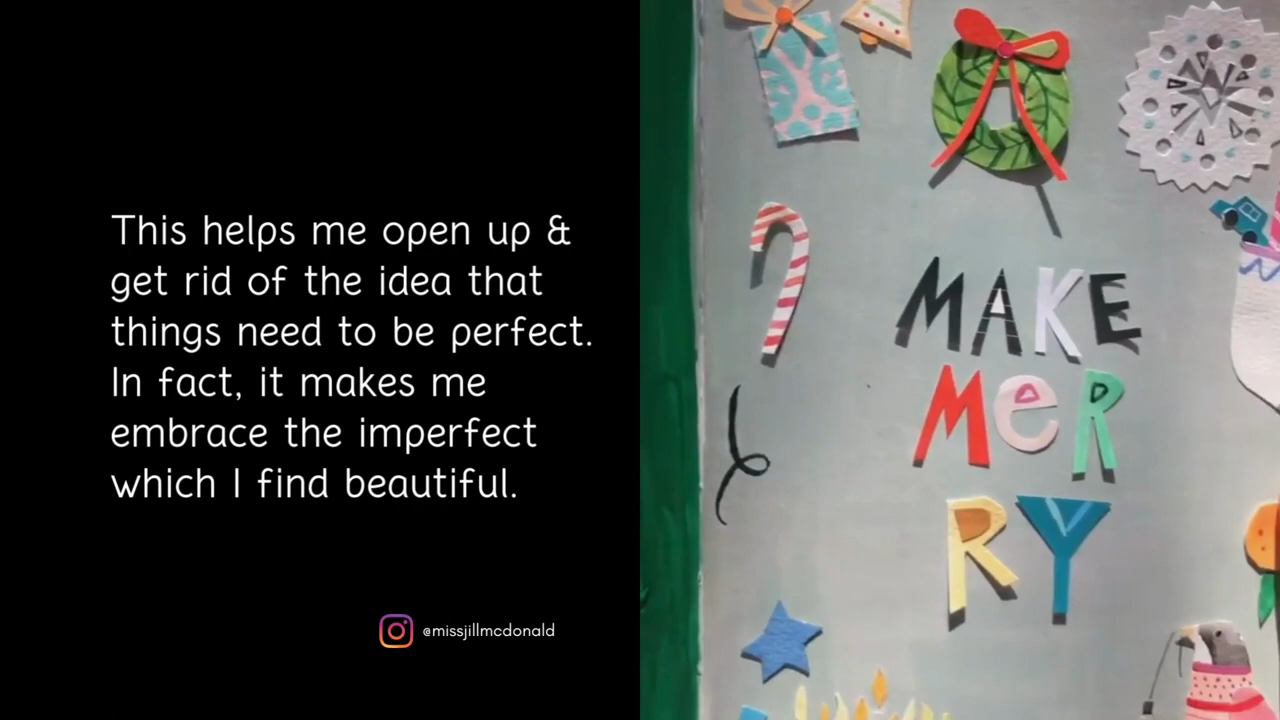 This helps me open up &
get rid of the idea that
things need to be perfect.
In fact, it makes me
embrace the imperfect
which I find beautiful.
@missjillmcdonald
MAKE
MeR
RY